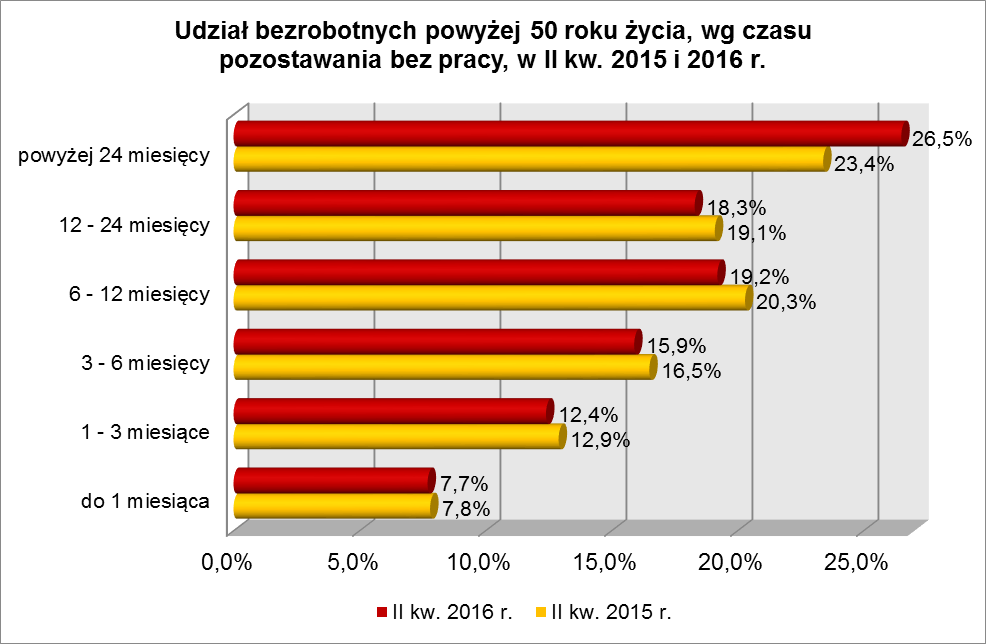 Udział bezrobotnych powyżej 50 roku życia, wg czasu
pozostawania bez pracy, w II kw. 2015 i 2016 r.
powyżej 24 miesięcy
26,5%
23,4%
12 - 24 miesięcy
18,3%
19,1%
6 - 12 miesięcy
19,2%
20,3%
3 - 6 miesięcy
15,9%
16,5%
1 - 3 miesiące
12,4%
12,9%
do 1 miesiąca
7,7%
7,8%
0,0% 5,0% 10,0% 15,0% 20,0% 25,0%
II kw. 2016 r. II kw. 2015 r.